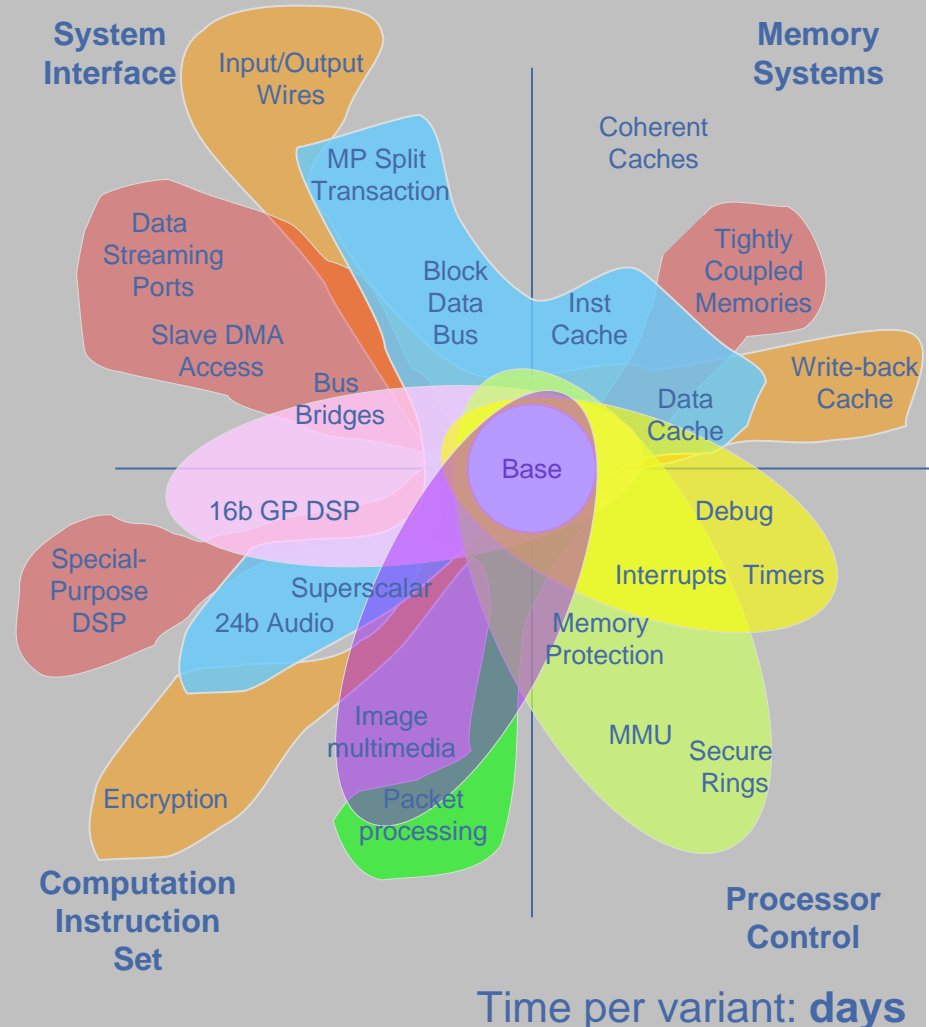 System
Interface
Input/Output
Wires
Memory
Systems
Coherent
Caches
MP Split
Transaction
Data
Streaming
Ports
Block
Data
Bus
Inst
Cache
Tightly
Coupled
Memories
Slave DMA
Access
Bus
Bridges
Write-back
Cache
Data
Cache
Base
16b GP DSP
Debug
Special-
Purpose
DSP
Superscalar
24b Audio
Interrupts Timers
Memory
Protection
Image
multimedia
MMU
Secure
Rings
Encryption
Packet
processing
Computation
Instruction
Set
Processor
Control
Time per variant: days